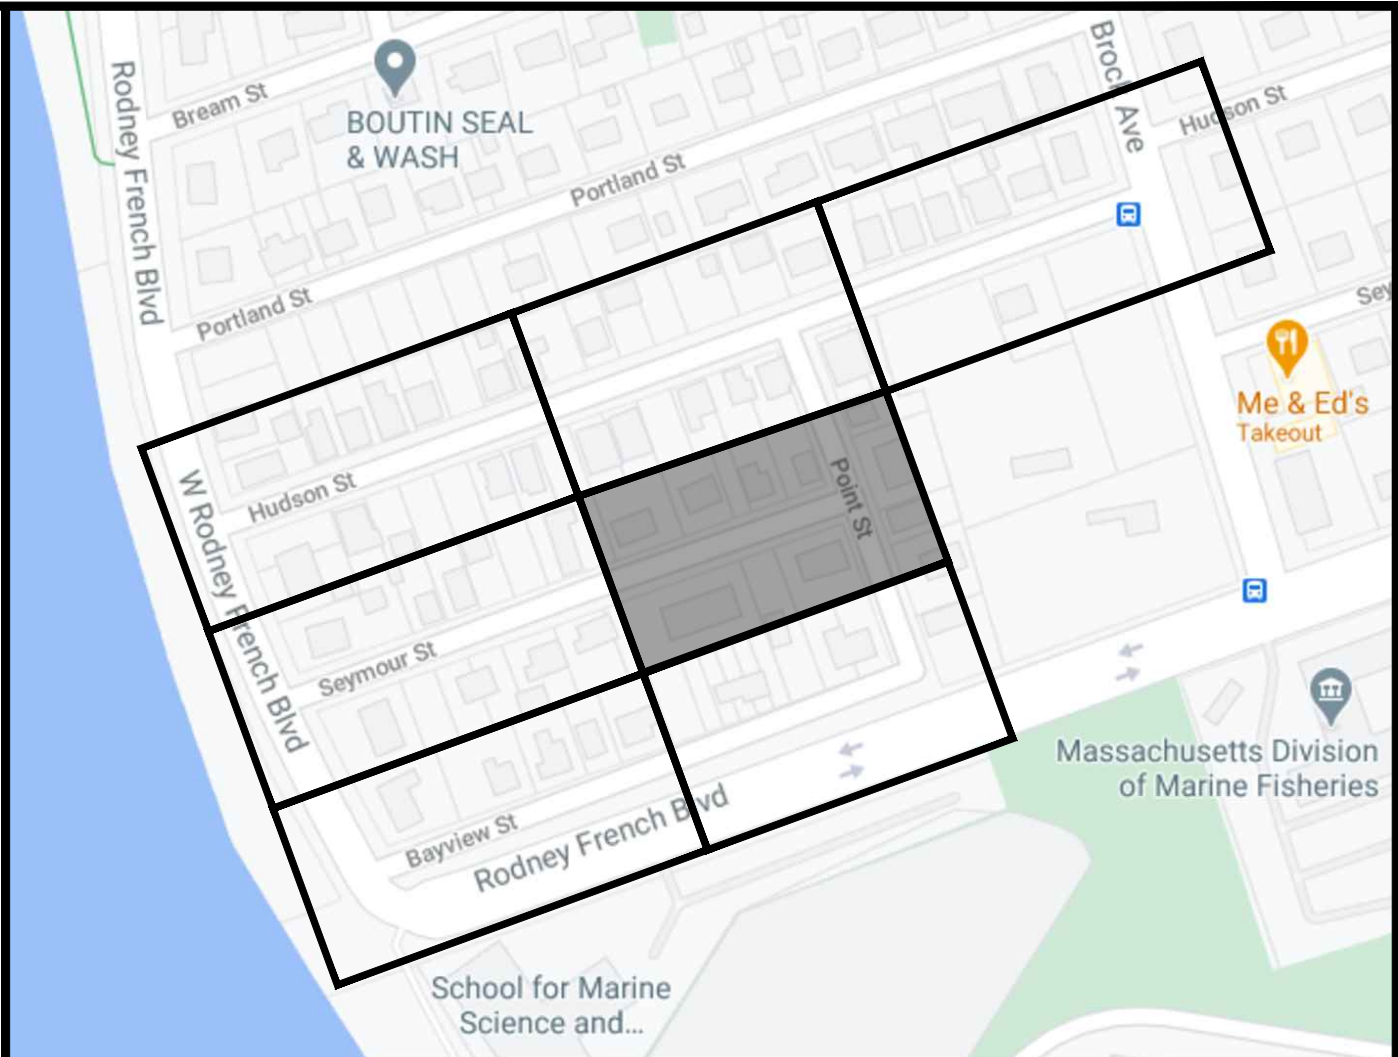 Rodney French Blvd
Bream St
BOUTIN SEAL
& WASH
Brock Ave
Hudson St
Portland St
Portland St
Me & Ed's
Takeout
W Rodney French Blvd
Hudson St
Point St
Seymour St
Massachusetts Division
of Marine Fisheries
Bayview St
Rodney French Blvd
School for Marine
Science and...